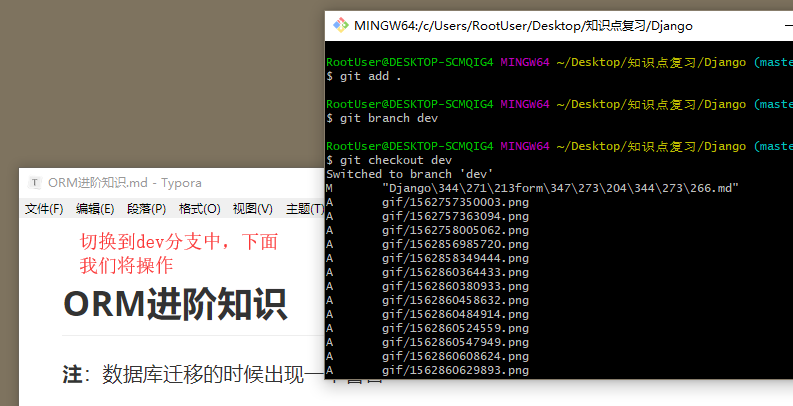 MINGW64:/c/Users/RootUser/Desktop/知识点复习/Django
RootUser@DESKTOP-SCMQIG4 MINGW64 ~/Desktop/知识点复习/Django (maste
$ git add .
RootUser@DESKTOP-SCMQIG4 MINGW64 ~/Desktop/知识点复习/Django (maste
$ git branch dev
RootUser@DESKTOP-SCMQIG4 MINGW64 ~/Desktop/知识点复习/Django (maste
$ git checkout dev
Switched to branch 'dev'
M "Django\344\271\213form\347\273\204\344\273\266.md"
A gif/1562757350003.png
A gif/1562757363094.png
A gif/1562758005062.png
A gif/1562856985720.png
A gif/1562858349444.png
A gif/1562860364433.png
A gif/1562860380933.png
A gif/1562860458632.png
A gif/1562860484914.png
A gif/1562860524559.png
A gif/1562860547949.png
A gif/1562860608624.png
A gif/1562860629893.png
T ORM进阶知识.md - Typora
文件(F) 编辑(E) 段落(P) 格式(O) 视图(V) 主题(T)
切换到dev分支中，下面
我们将操作
ORM进阶知识
注：数据库迁移的时候出现一个警告